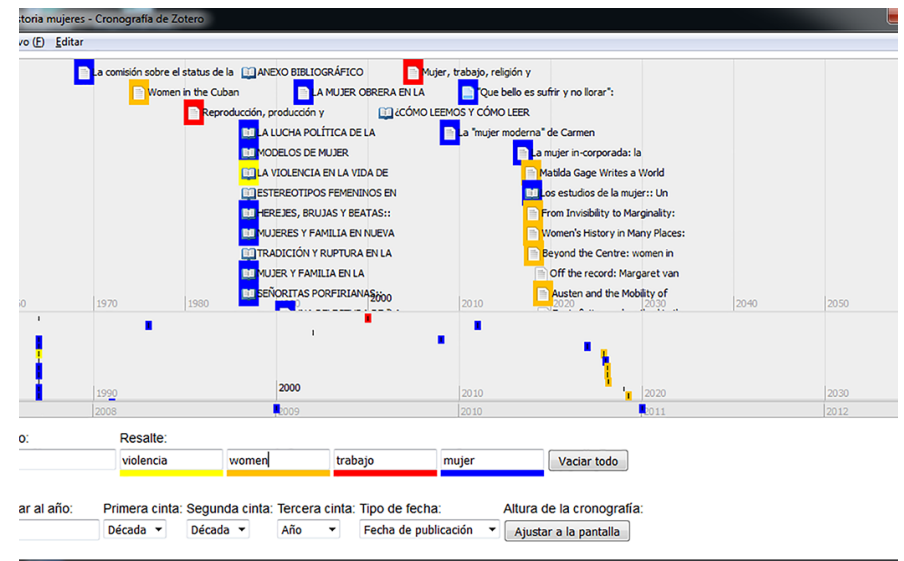 storia mujeres - Cronografía de Zotero
vo (F) Editar
La comisión sobre el status de la ANEXO BIBLIOGRÁFICO Mujer, trabajo, religión y
Women in the Cuban LA MUJER OBRERA EN LA "Que bello es sufrir y no llorar":
Reproducción, producción y ¿CÓMO LEEMOS Y CÓMO LEER
LA LUCHA POLÍTICA DE LA La "mujer moderna" de Carmen
MODELOS DE MUJER La mujer in-corporada: la
LA VIOLENCIA EN LA VIDA DE Matilda Gage Writes a World
ESTEREOTIPOS FEMENINOS EN Los estudios de la mujer:: Un
HEREJES, BRUJAS Y BEATAS:: From Invisibility to Marginality:
MUJERES Y FAMILIA EN NUEVA Women's History in Many Places:
TRADICIÓN Y RUPTURA EN LA Beyond the Centre: women in
MUJER Y FAMILIA EN LA Off the record: Margaret van
SEÑORITAS PORFIRIANAS:: Austen and the Mobility of
1970 1980 2000 2010 2020 2030 2040 2050
1990 2000 2010 2020 2030
2008 2009 2010 2011 2012
o: Resalte:
violencia women trabajo mujer Vaciar todo
ar al año: Primera cinta: Segunda cinta: Tercera cinta: Tipo de fecha: Altura de la cronografía:
Década Década Año Fecha de publicación Ajustar a la pantalla